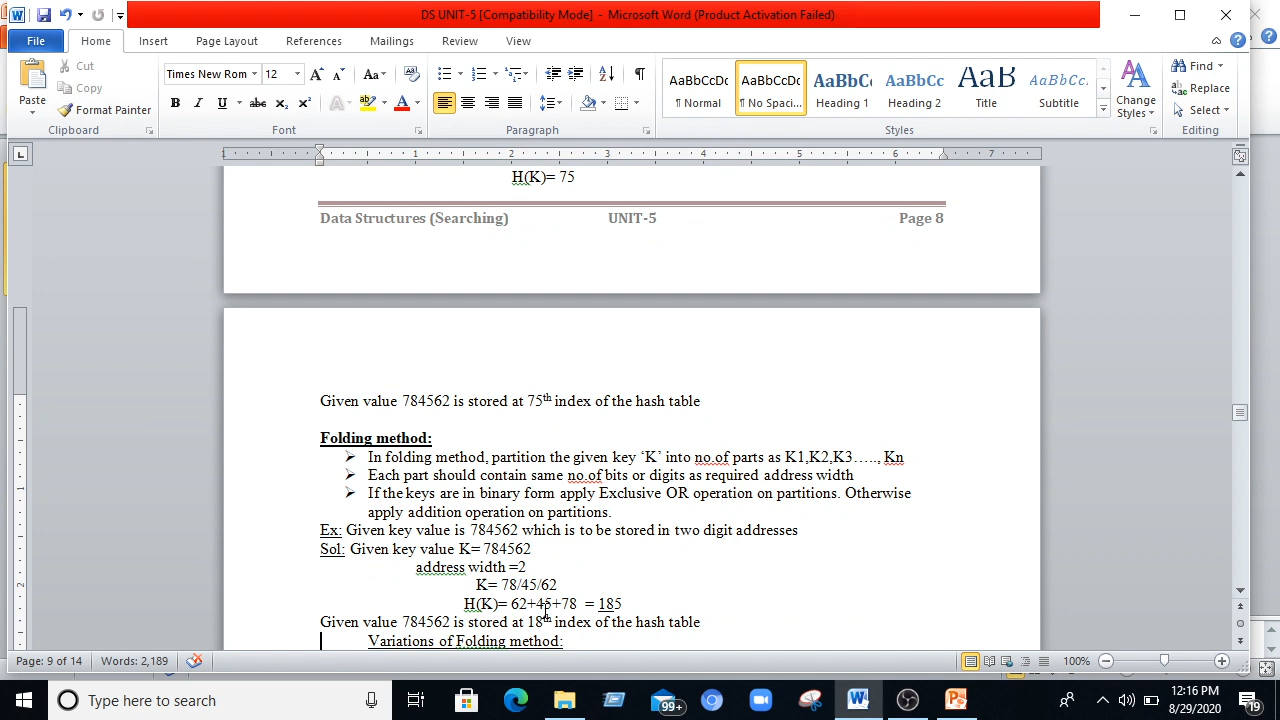 DS UNIT-5 [Compatibility Mode] - Microsoft Word (Product Activation Failed)
File Home Insert Page Layout References Mailings Review View
Paste
Cut
Copy
Format Painter
Clipboard
Times New Rom 12
Font
Paragraph
AaBbCcDc AaBbCcDc AaBbC AaBbCc AaB AaBbCc.
¶ Normal ¶ No Spaci... Heading 1 Heading 2 Title Subtitle
Styles
Change Styles
Find
Replace
Select
Editing
H(K)= 75
Data Structures (Searching) UNIT-5 Page 8
Given value 784562 is stored at 75th index of the hash table
Folding method:
➢ In folding method, partition the given key ‘K’ into no.of parts as K1,K2,K3….., Kn
➢ Each part should contain same no.of bits or digits as required address width
➢ If the keys are in binary form apply Exclusive OR operation on partitions. Otherwise
apply addition operation on partitions.
Ex: Given key value is 784562 which is to be stored in two digit addresses
Sol: Given key value K= 784562
address width =2
K= 78/45/62
H(K)= 62+45+78 = 185
Given value 784562 is stored at 18th index of the hash table
Variations of Folding method:
Page: 9 of 14 Words: 2,189 100%
Type here to search 99+ 12:16 PM
8/29/2020 19